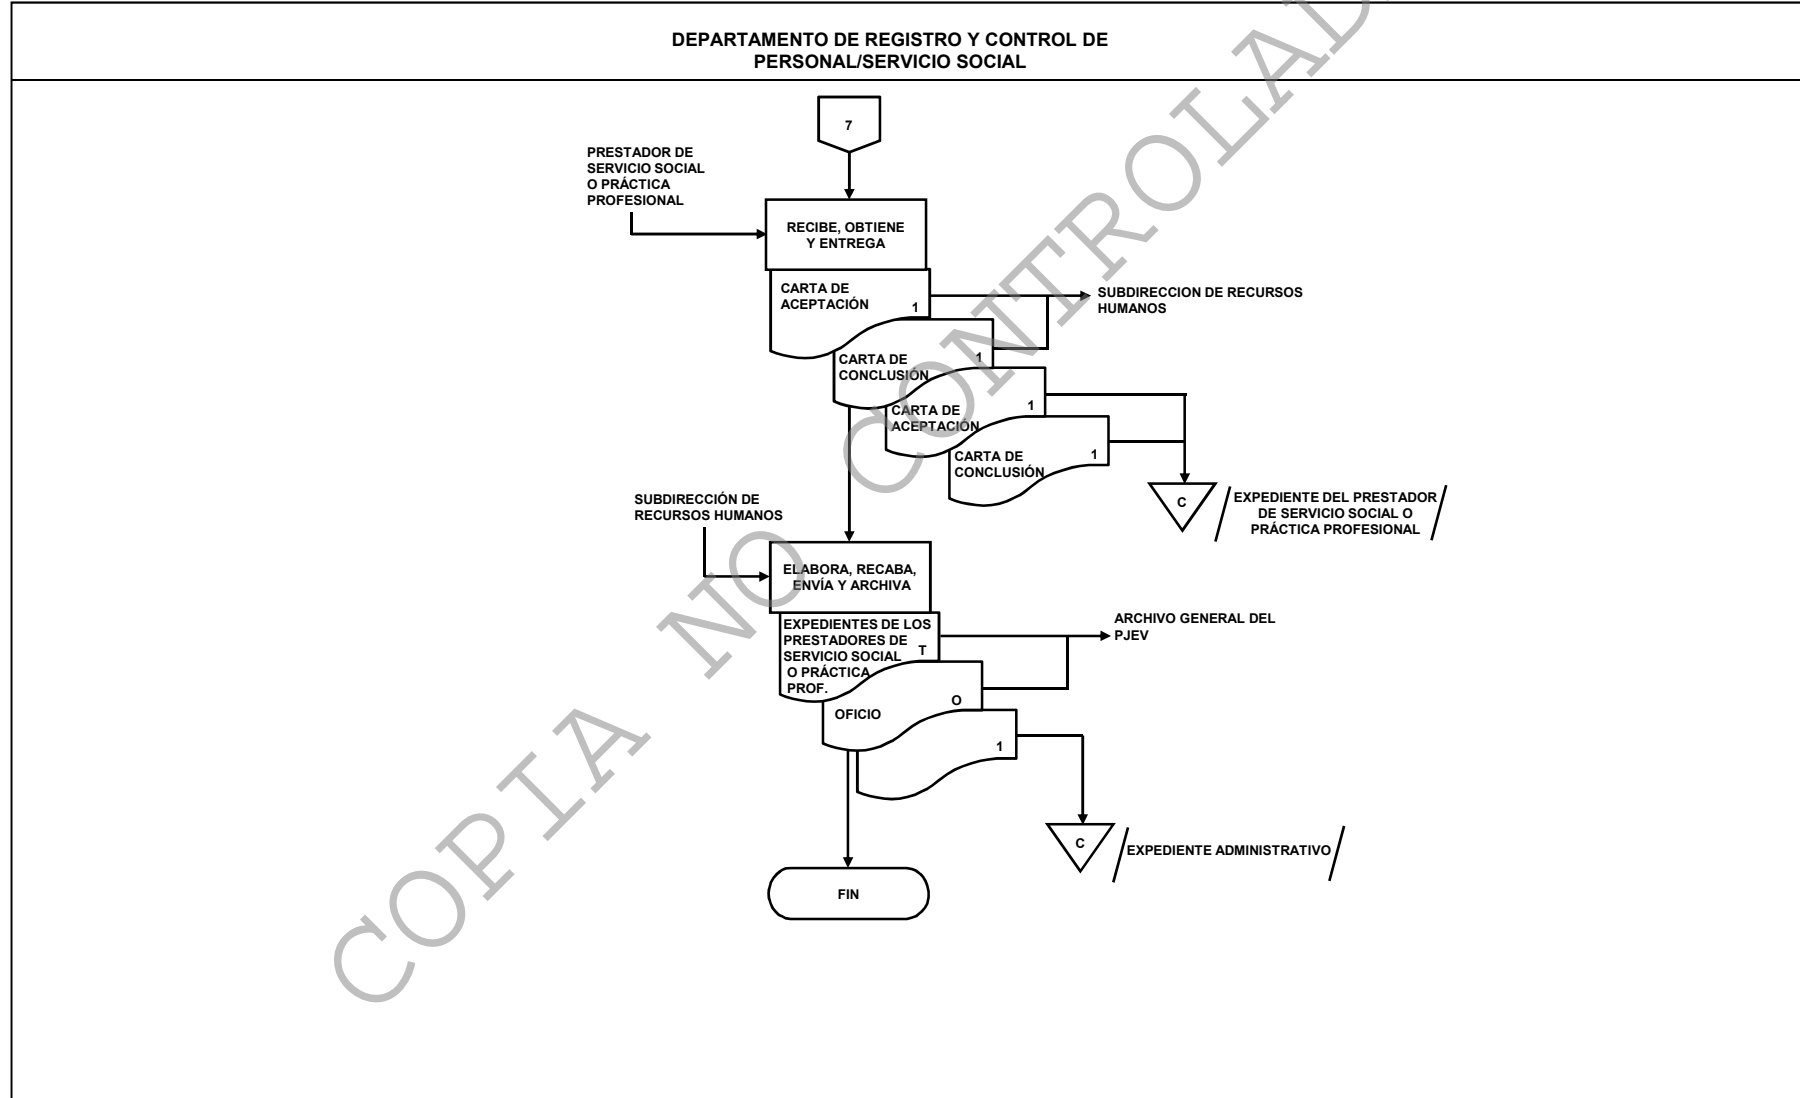 DEPARTAMENTO DE REGISTRO Y CONTROL DE
PERSONAL/SERVICIO SOCIAL
7
PRESTADOR DE
SERVICIO SOCIAL
O PRÁCTICA
PROFESIONAL
RECIBE, OBTIENE
Y ENTREGA
CARTA DE
ACEPTACIÓN
1
SUBDIRECCION DE RECURSOS
HUMANOS
CARTA DE
CONCLUSIÓN
1
CARTA DE
ACEPTACIÓN
1
CARTA DE
CONCLUSIÓN
1
C
EXPEDIENTE DEL PRESTADOR
DE SERVICIO SOCIAL O
PRÁCTICA PROFESIONAL
SUBDIRECCIÓN DE
RECURSOS HUMANOS
ELABORA, RECABA,
ENVÍA Y ARCHIVA
EXPEDIENTES DE LOS
PRESTADORES DE
SERVICIO SOCIAL
O PRÁCTICA
PROF.
T
ARCHIVO GENERAL DEL
PJEV
OFICIO
O
1
C
EXPEDIENTE ADMINISTRATIVO
FIN
COPIA NO CONTROLAD